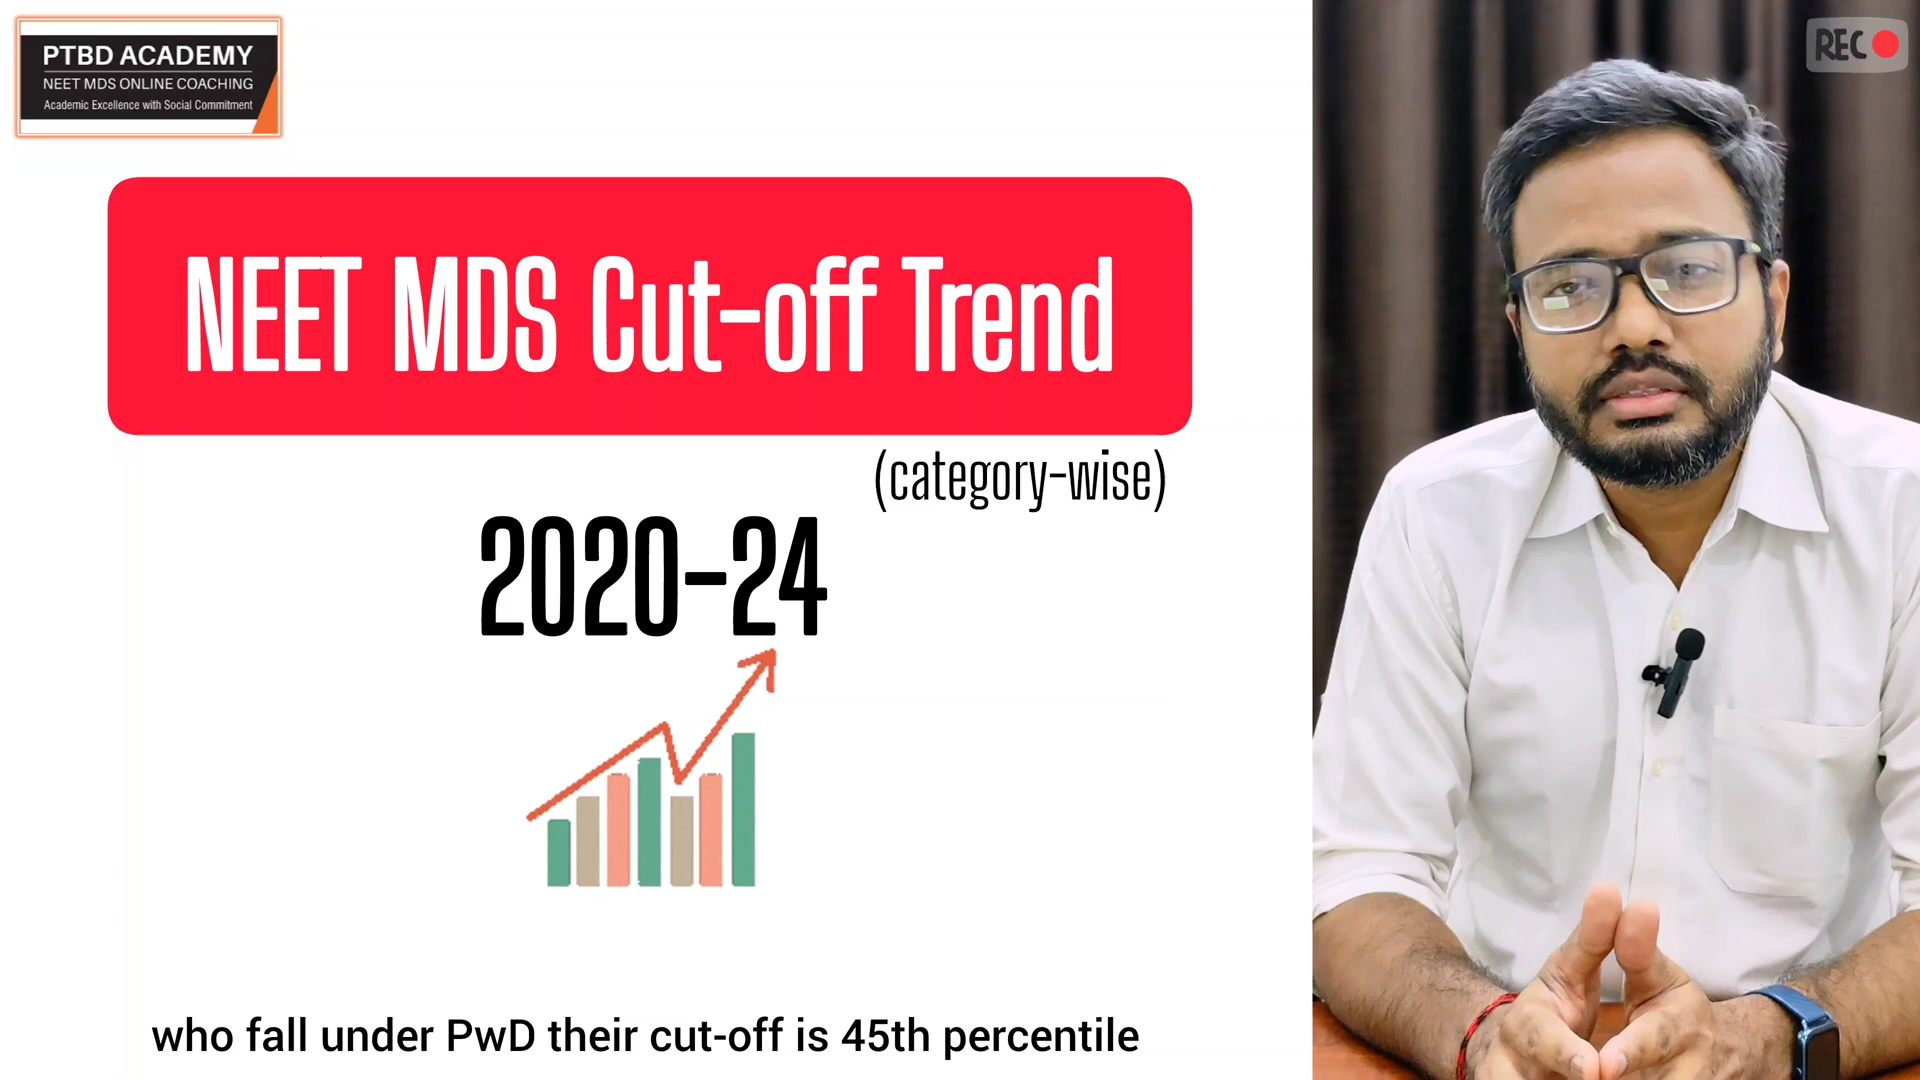 PTBD ACADEMY
NEET MDS ONLINE COACHING
Academic Excellence with Social Commitment
REC
NEET MDS Cut-off Trend
(category-wise)
2020-24
who fall under PwD their cut-off is 45th percentile